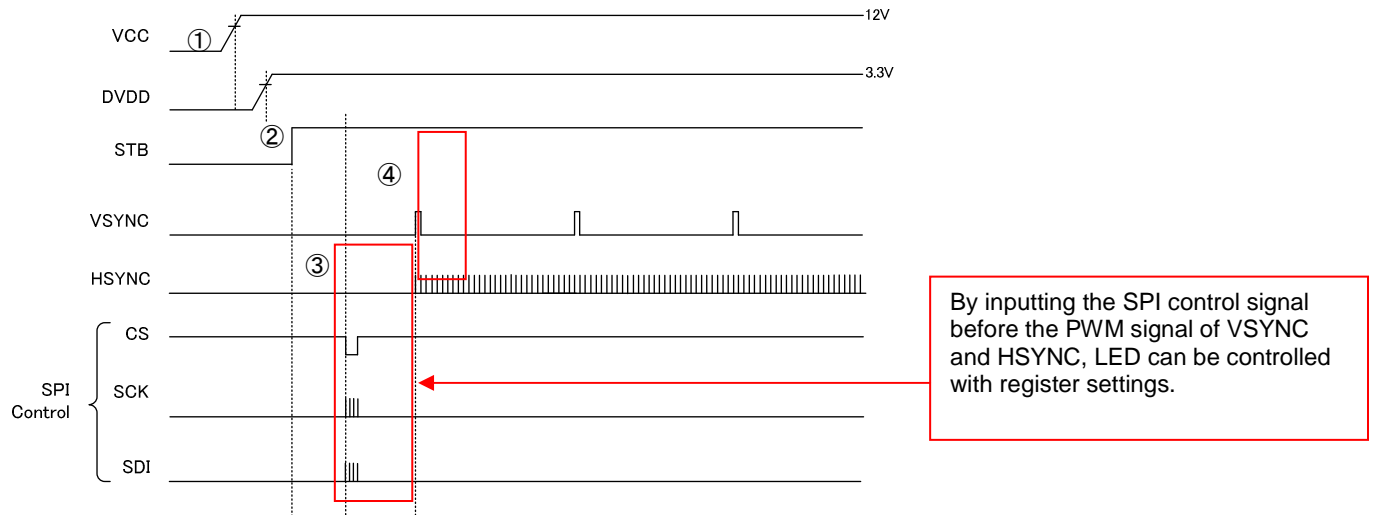 VCC
①
12V
DVDD
3.3V
②
STB
④
VSYNC
③
HSYNC
CS
SPI
Control
SCK
SDI
By inputting the SPI control signal
before the PWM signal of VSYNC
and HSYNC, LED can be controlled
with register settings.